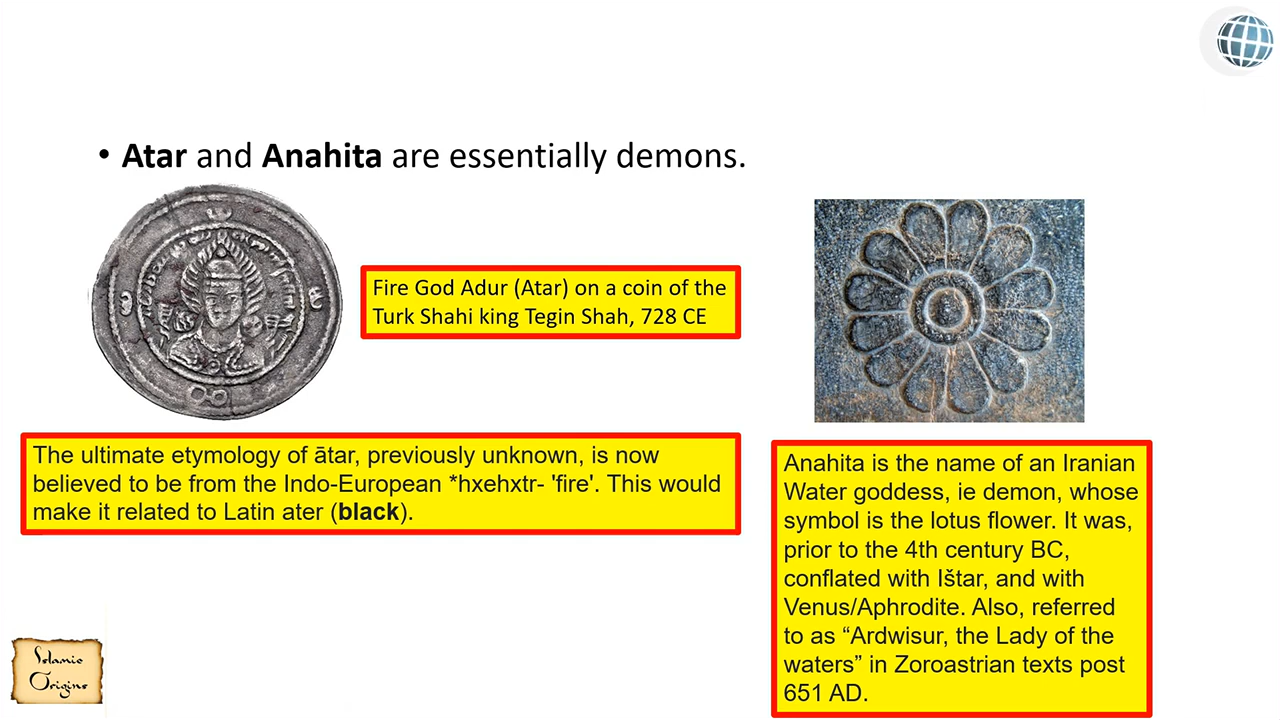 • Atar and Anahita are essentially demons.
Fire God Adur (Atar) on a coin of the
Turk Shahi king Tegin Shah, 728 CE
The ultimate etymology of ātar, previously unknown, is now
believed to be from the Indo-European *hxehxtr- 'fire'. This would
make it related to Latin ater (black).
Anahita is the name of an Iranian
Water goddess, ie demon, whose
symbol is the lotus flower. It was,
prior to the 4th century BC,
conflated with Ištar, and with
Venus/Aphrodite. Also, referred
to as “Ardwisur, the Lady of the
waters” in Zoroastrian texts post
651 AD.
Islamic
Origins